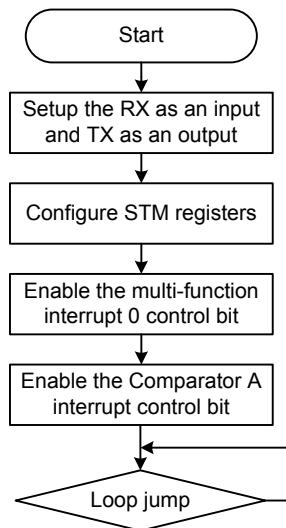 Start
Setup the RX as an input
and TX as an output
Configure STM registers
Enable the multi-function
interrupt 0 control bit
Enable the Comparator A
interrupt control bit
Loop jump